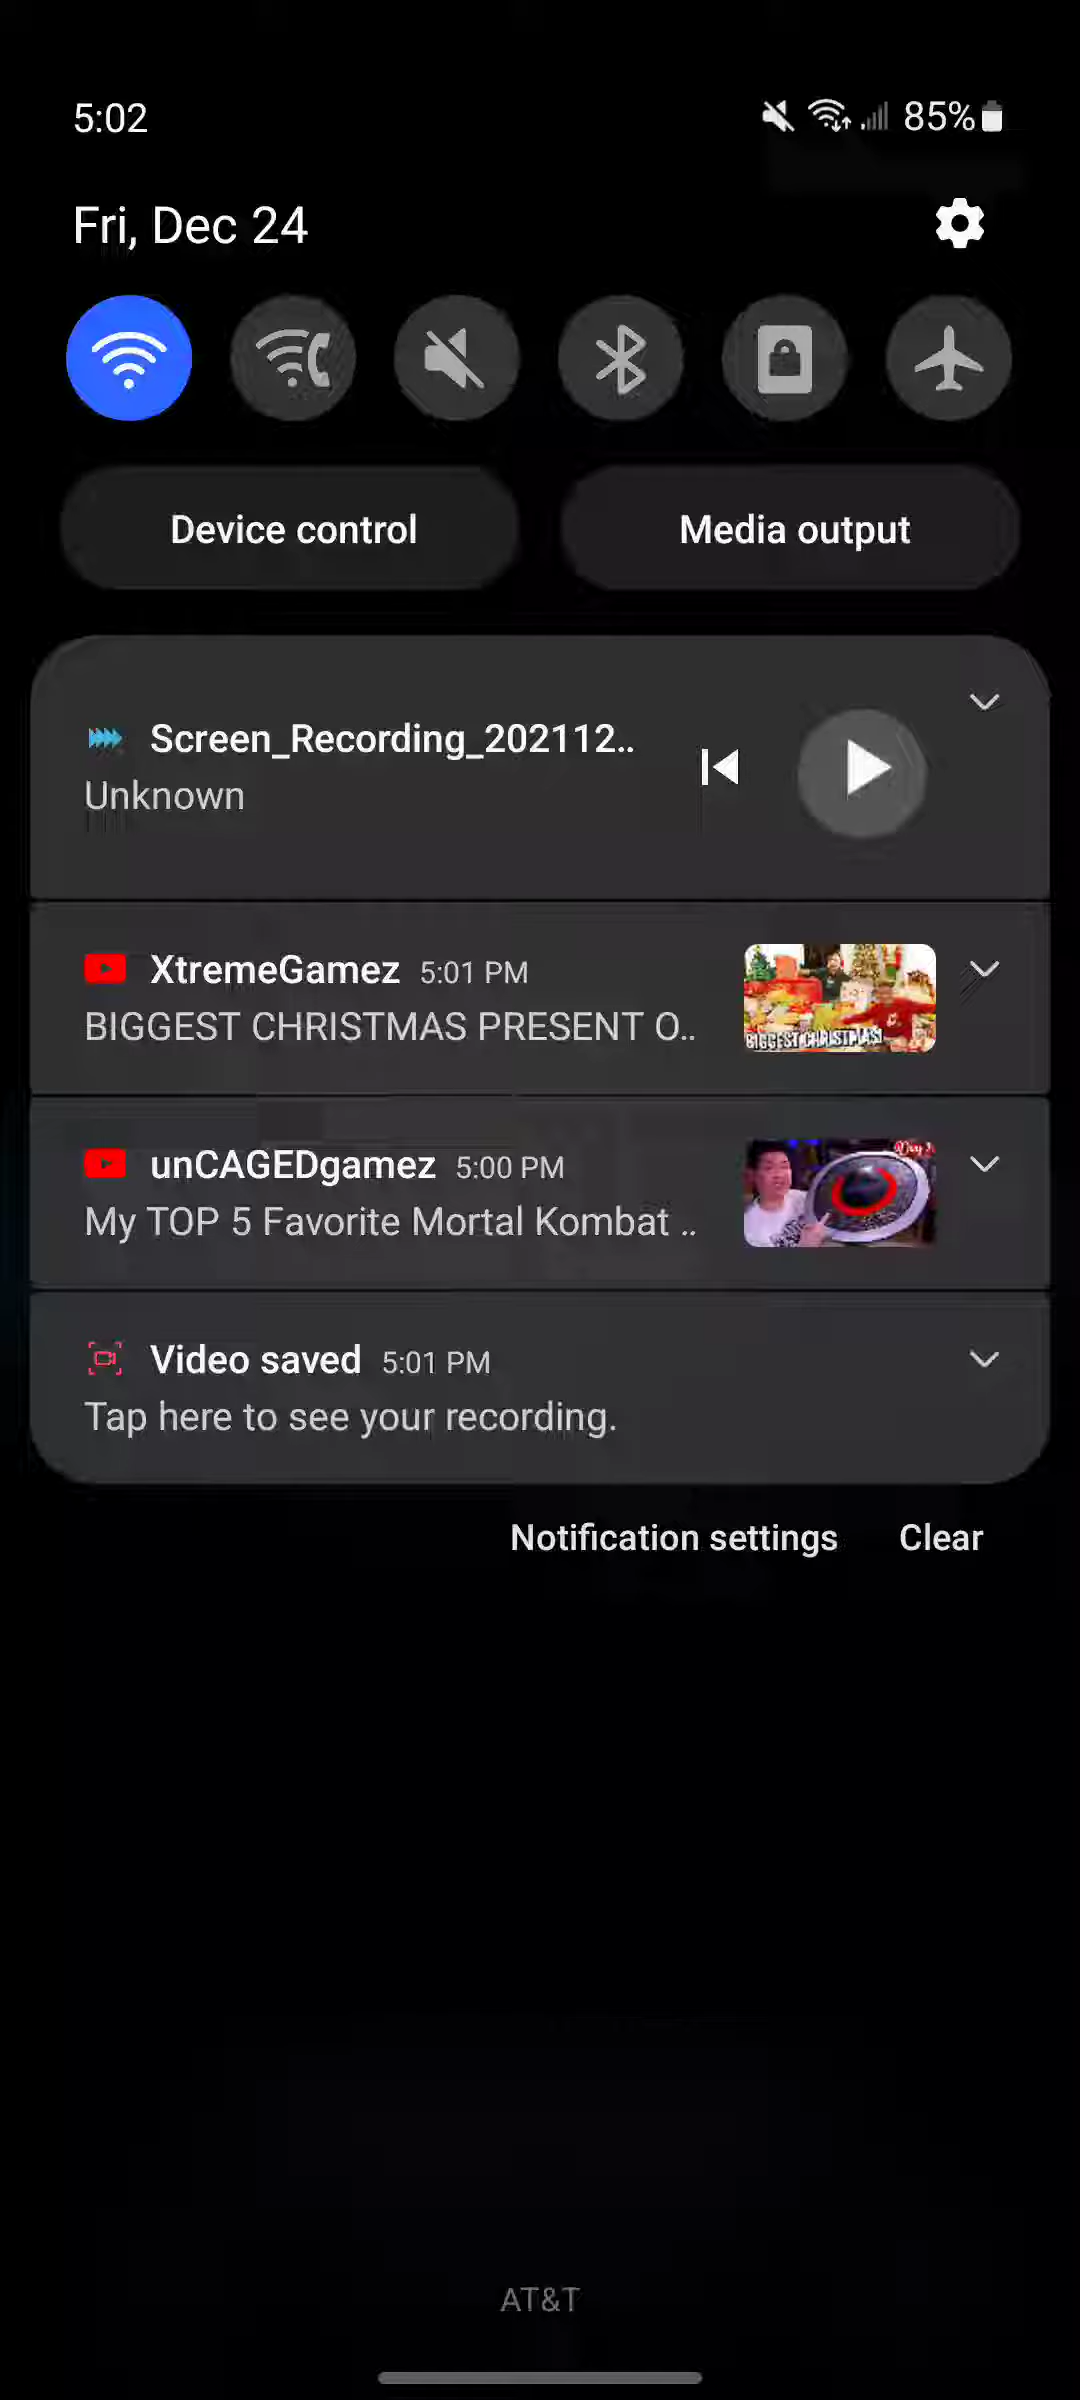 5:02
85%
Fri, Dec 24
Device control
Media output
Screen_Recording_202112..
Unknown
XtremeGamez 5:01 PM
BIGGEST CHRISTMAS PRESENT O..
BIGGEST CHRISTMAS!
unCAGEDgamez 5:00 PM
My TOP 5 Favorite Mortal Kombat ..
Video saved 5:01 PM
Tap here to see your recording.
Notification settings
Clear
AT&T